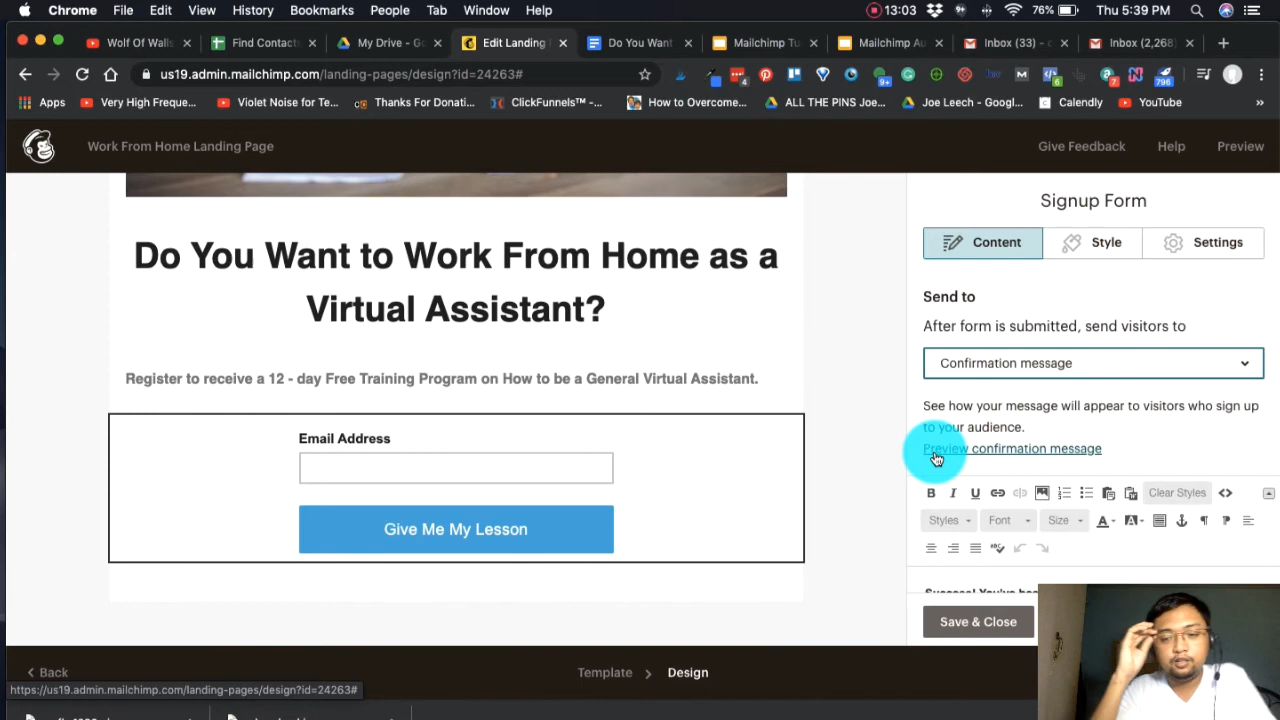 Chrome File Edit View History Bookmarks People Tab Window Help 13:03 76% Thu 5:39 PM
Wolf Of Walls Find Contacts My Drive - Go Edit Landing Do You Want Mailchimp Tu Mailchimp Au Inbox (33) - c Inbox (2,268)
us19.admin.mailchimp.com/landing-pages/design?id=24263#
Apps Very High Freque... Violet Noise for Te... Thanks For Donati... ClickFunnels™ -... How to Overcome... ALL THE PINS Joe... Joe Leech - Googl... Calendly YouTube
Work From Home Landing Page
Give Feedback Help Preview
Signup Form
Content Style Settings
Do You Want to Work From Home as a
Virtual Assistant?
Register to receive a 12 - day Free Training Program on How to be a General Virtual Assistant.
Email Address
Give Me My Lesson
Send to
After form is submitted, send visitors to
Confirmation message
See how your message will appear to visitors who sign up
to your audience.
Preview confirmation message
B I U Clear Styles
Styles Font Size A A
Save & Close
Back Template Design
https://us19.admin.mailchimp.com/landing-pages/design?id=24263#